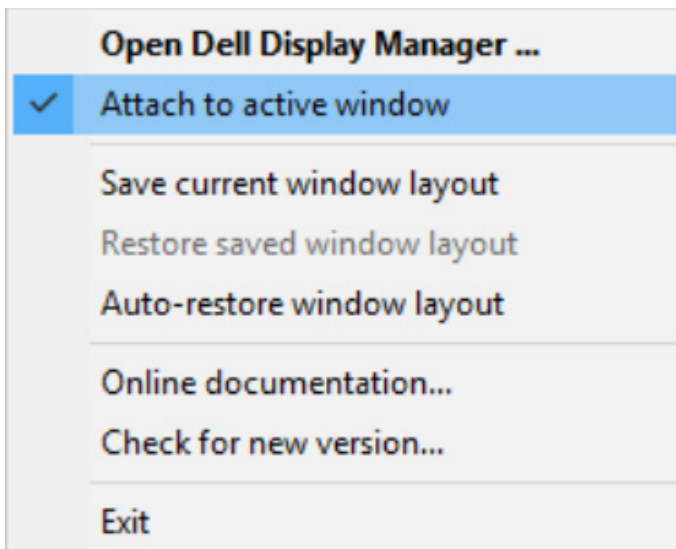 Open Dell Display Manager ...
Attach to active window
Save current window layout
Restore saved window layout
Auto-restore window layout
Online documentation...
Check for new version...
Exit